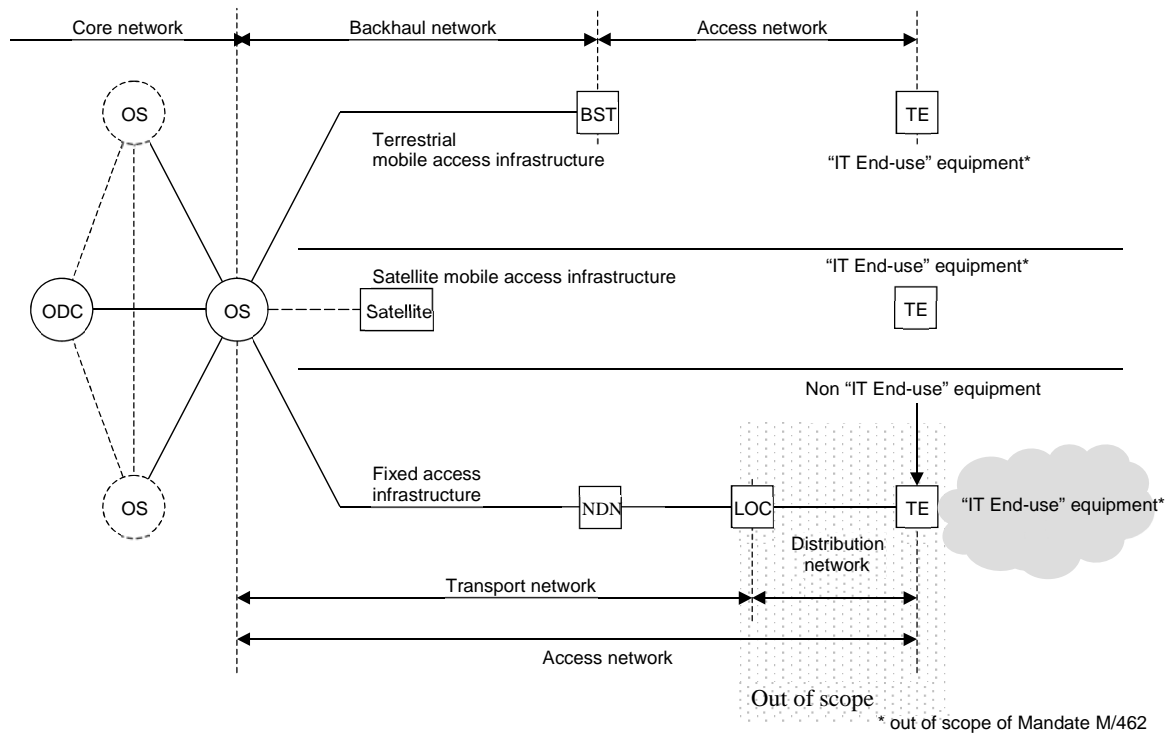 Core network
Backhaul network
Access network
OS
BST
TE
Terrestrial
mobile access infrastructure
“IT End-use” equipment*
“IT End-use” equipment*
Satellite mobile access infrastructure
ODC
OS
Satellite
TE
Non “IT End-use” equipment
Fixed access
infrastructure
OS
NDN
LOC
TE
“IT End-use” equipment*
Distribution
network
Transport network
Access network
Out of scope
* out of scope of Mandate M/462